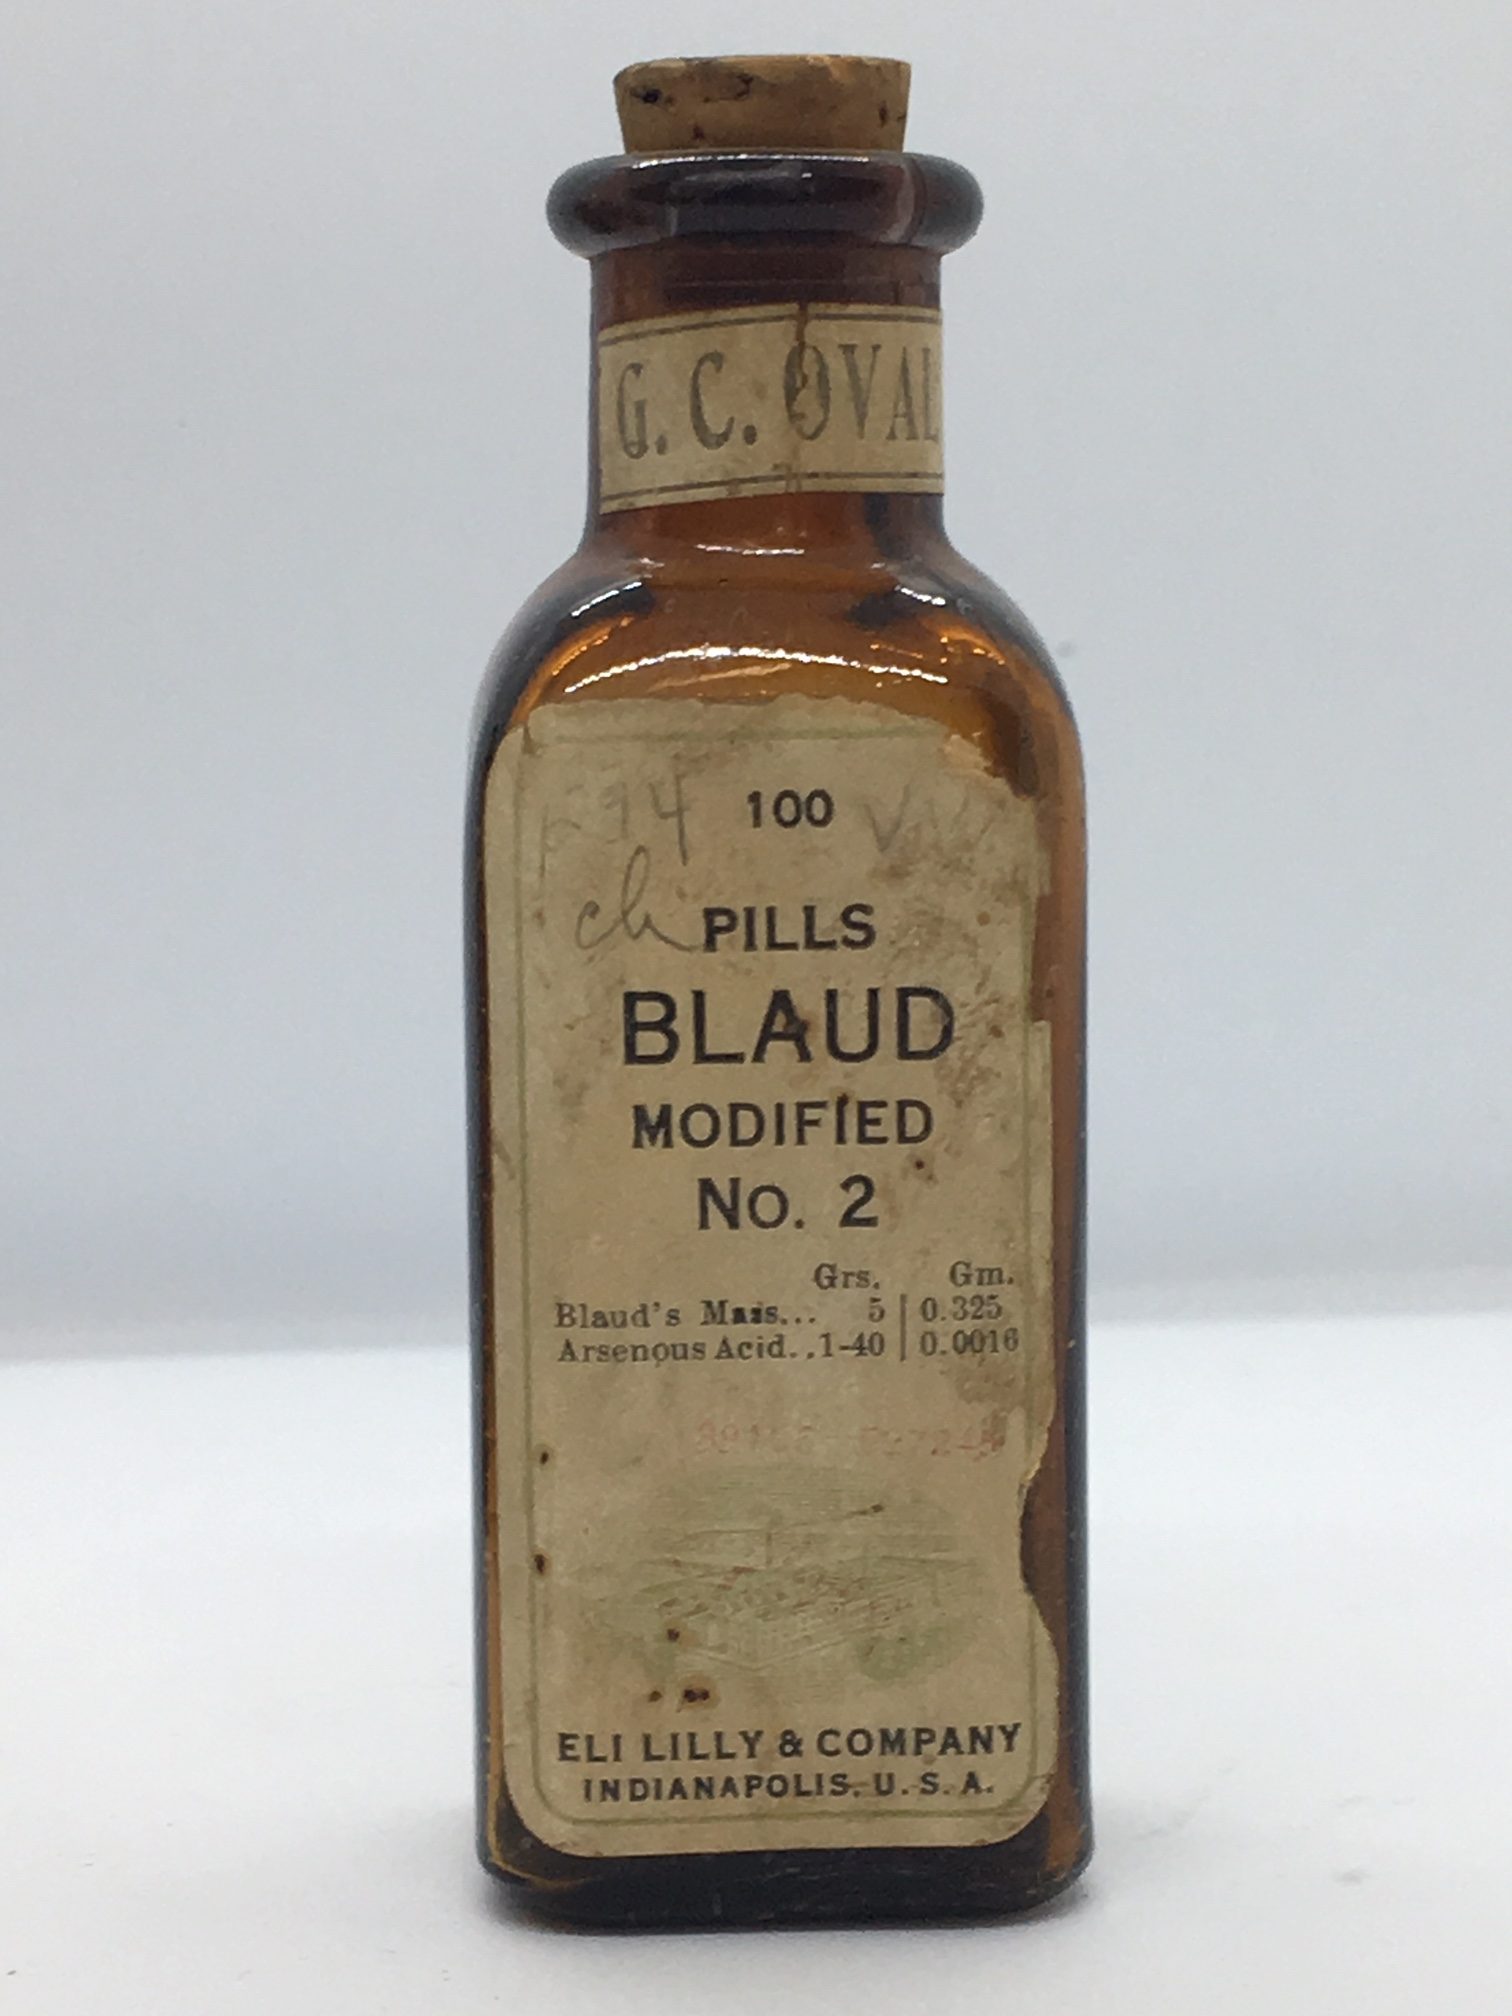 G. C. OVAL
100
ch PILLS
BLAUD
MODIFIED
No. 2
Grs. Gm.
Blaud's Mass... 5 | 0.325
Arsenous Acid..1-40 | 0.0016
ELI LILLY & COMPANY
INDIANAPOLIS, U. S. A.